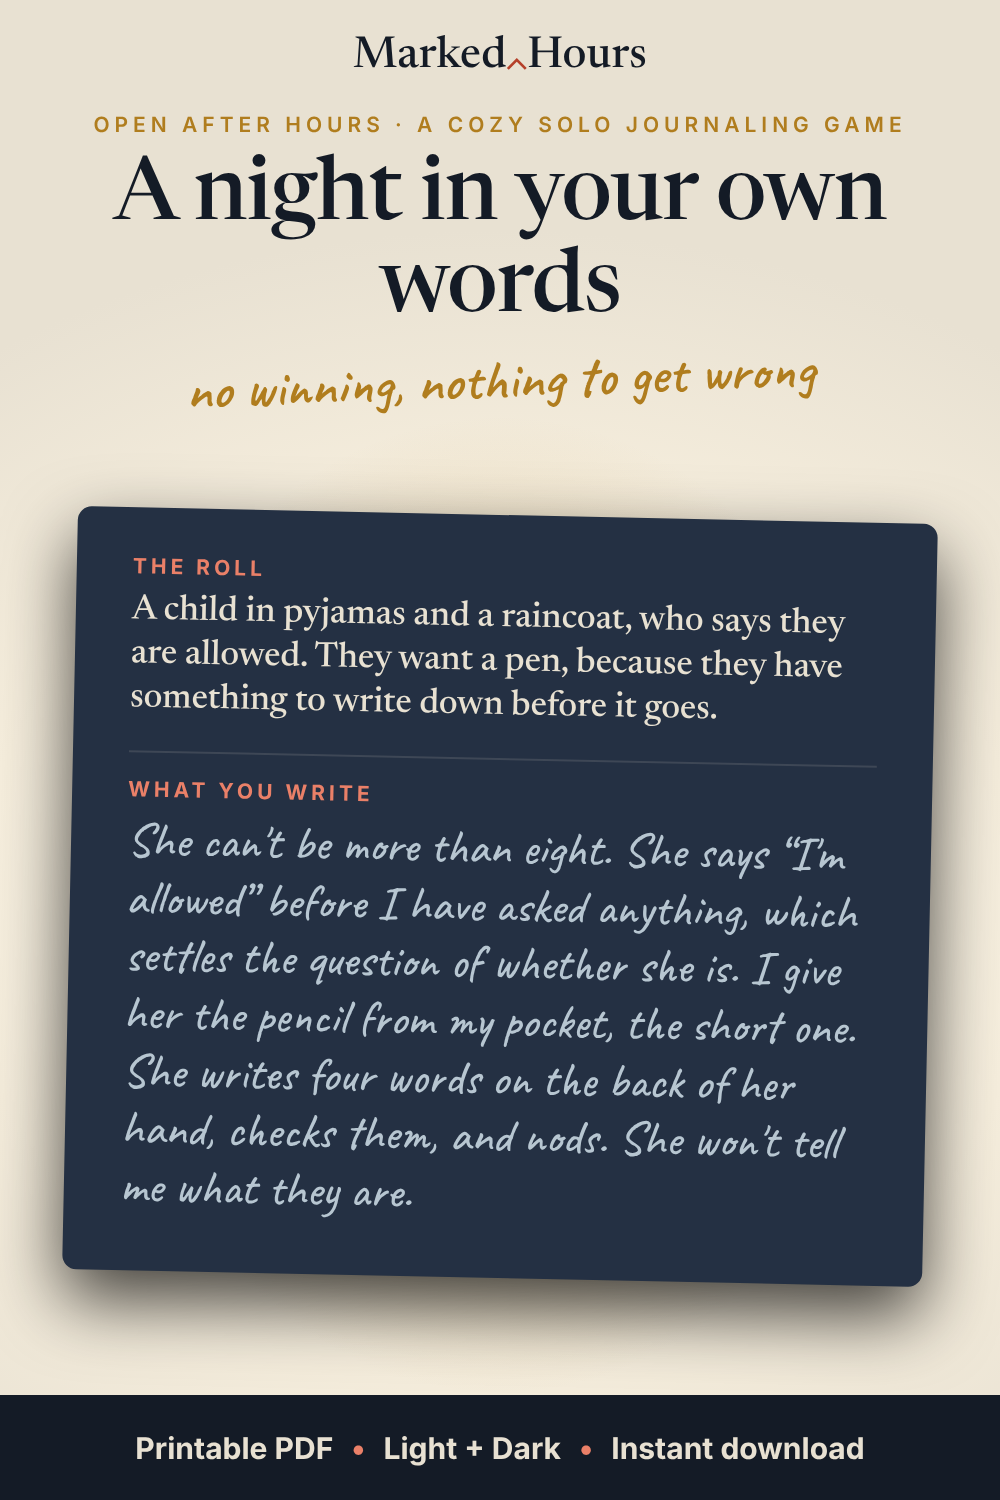 Marked‸Hours
OPEN AFTER HOURS · A COZY SOLO JOURNALING GAME
A night in your own
words
no winning, nothing to get wrong
THE ROLL
A child in pyjamas and a raincoat, who says they
are allowed. They want a pen, because they have
something to write down before it goes.
WHAT YOU WRITE
She can't be more than eight. She says “I'm
allowed” before I have asked anything, which
settles the question of whether she is. I give
her the pencil from my pocket, the short one.
She writes four words on the back of her
hand, checks them, and nods. She won't tell
me what they are.
Printable PDF • Light + Dark • Instant download